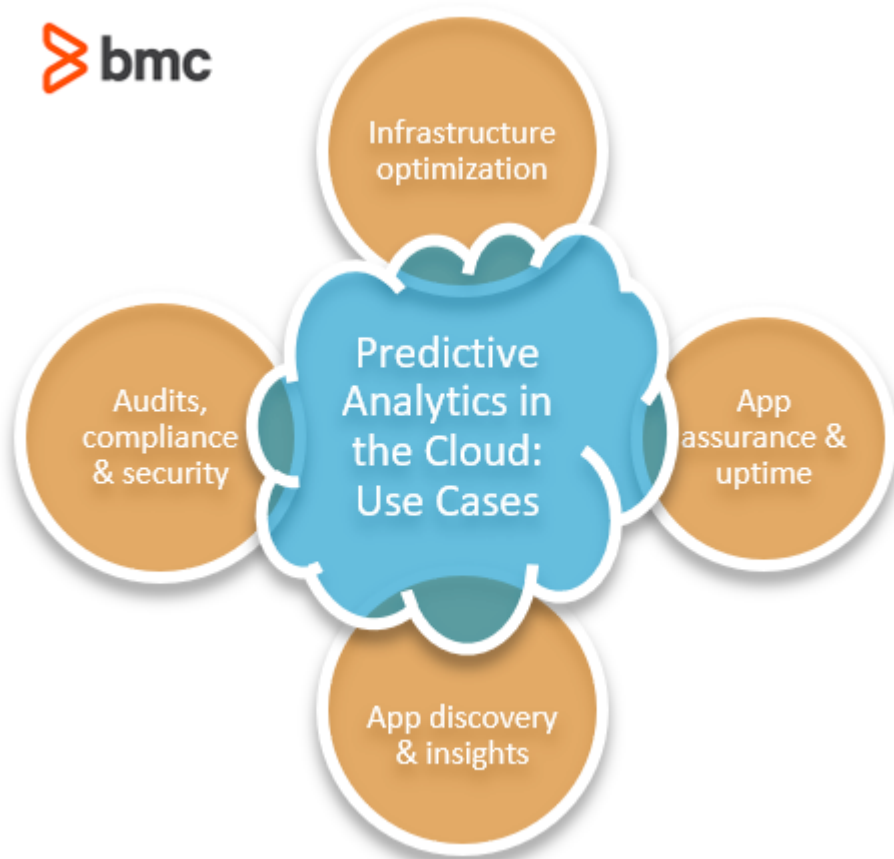 bmc
Infrastructure
optimization
Predictive
Analytics in
the Cloud:
Use Cases
Audits,
compliance
& security
App
assurance &
uptime
App discovery
& insights